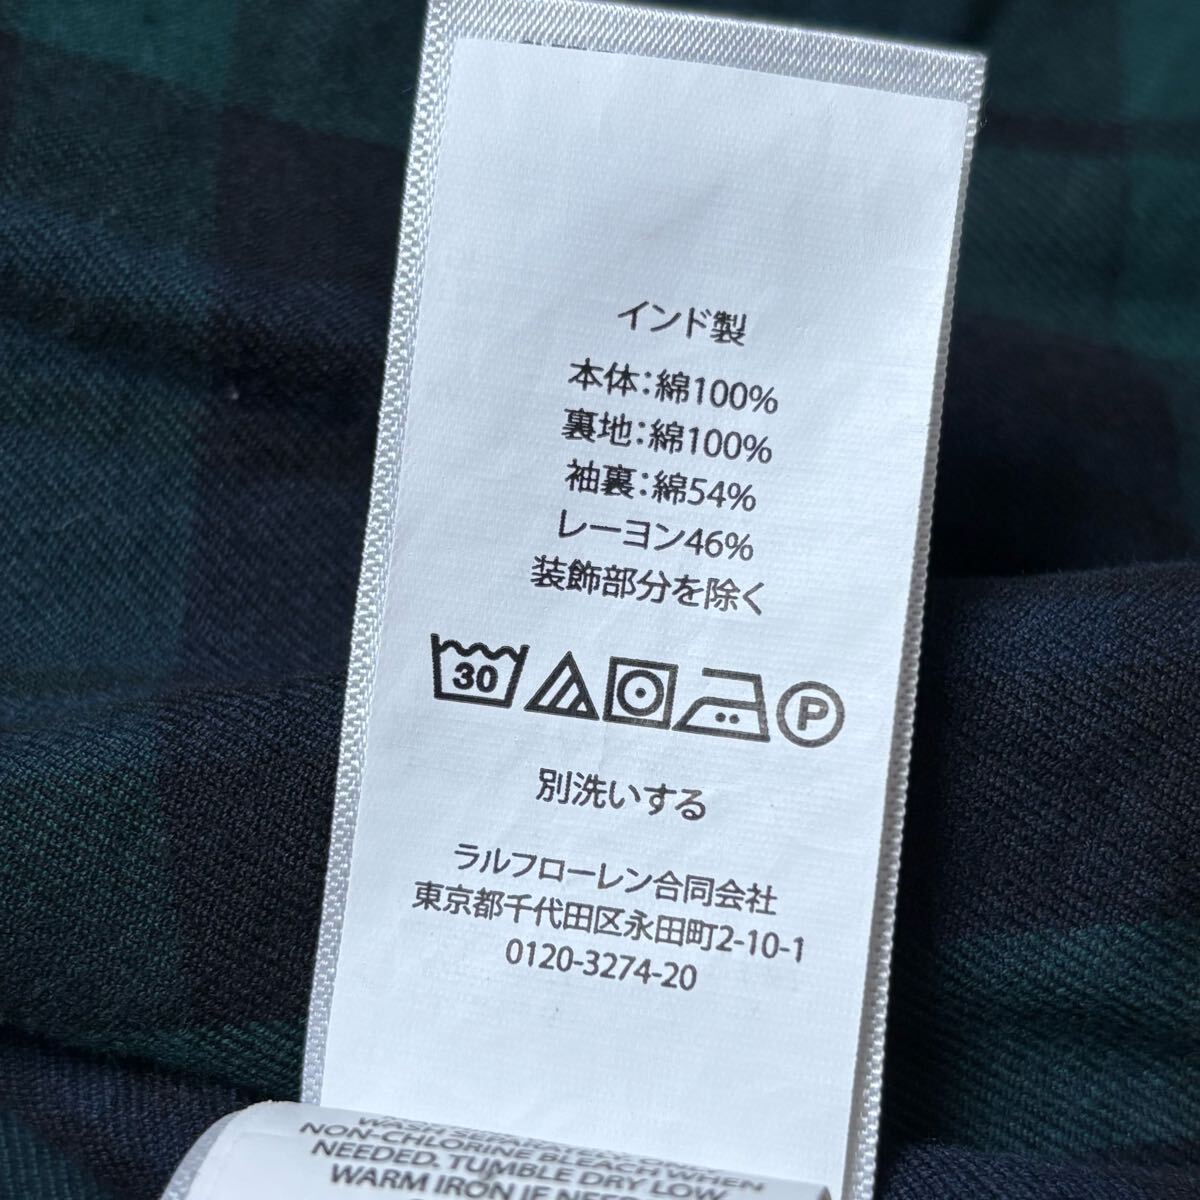 インド製
本体:綿100%
裏地:綿100%
袖裏:綿54%
レーヨン46%
装飾部分を除く
30 P
別洗いする
ラルフローレン合同会社
東京都千代田区永田町2-10-1
0120-3274-20
WASH SEPARATELY
NON-CHLORINE BLEACH WHEN
NEEDED. TUMBLE DRY LOW.
WARM IRON IF NEEDED